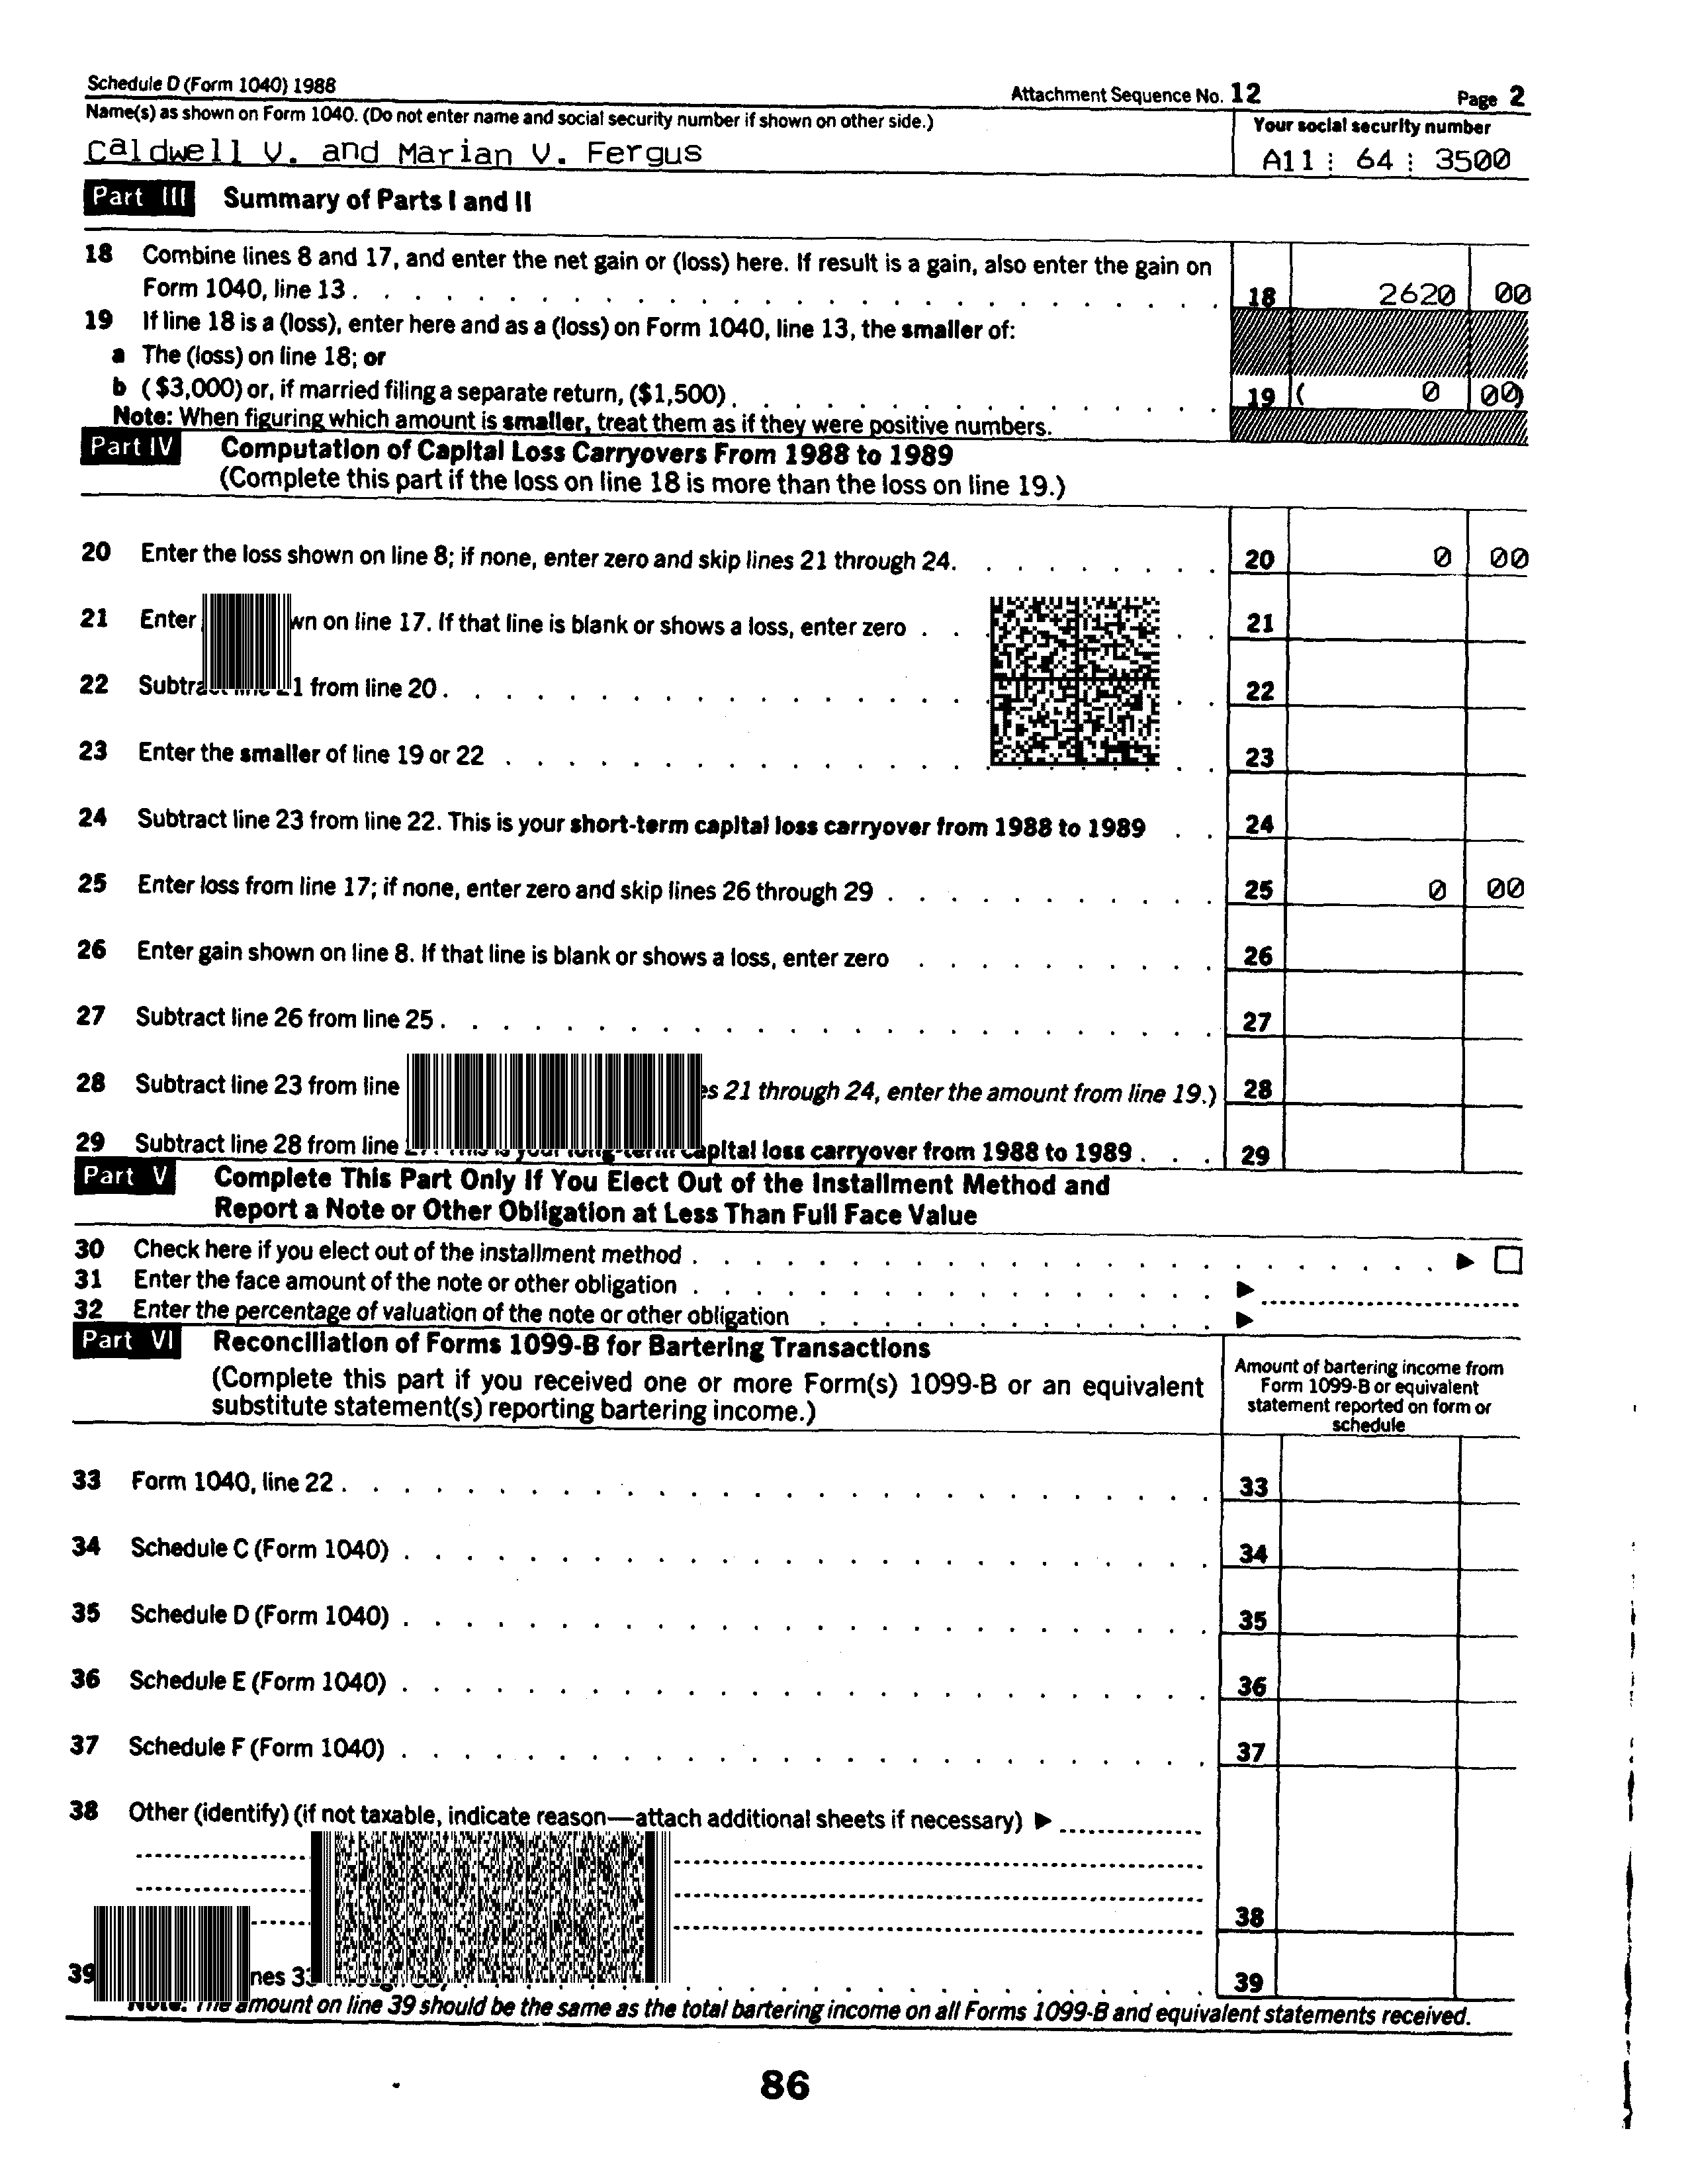 Schedule D (Form 1040) 1988 Attachment Sequence No. 12 Page 2
Name(s) as shown on Form 1040. (Do not enter name and social security number if shown on other side.) Your social security number
Caldwell V. and Marian V. Fergus A11 64 3500
Part III Summary of Parts I and II
18 Combine lines 8 and 17, and enter the net gain or (loss) here. If result is a gain, also enter the gain on
Form 1040, line 13 . 18 2620 00
19 If line 18 is a (loss), enter here and as a (loss) on Form 1040, line 13, the smaller of:
a The (loss) on line 18; or
b ($3,000) or, if married filing a separate return, ($1,500) . 19 ( 0 00)
Note: When figuring which amount is smaller, treat them as if they were positive numbers.
Part IV Computation of Capital Loss Carryovers From 1988 to 1989
(Complete this part if the loss on line 18 is more than the loss on line 19.)
20 Enter the loss shown on line 8; if none, enter zero and skip lines 21 through 24. 20 0 00
21 Enter on line 17. If that line is blank or shows a loss, enter zero 21
22 from line 20 . 22
23 Enter the smaller of line 19 or 22 23
24 Subtract line 23 from line 22. This is your short-term capital loss carryover from 1988 to 1989 24
25 Enter loss from line 17; if none, enter zero and skip lines 26 through 29 . 25 0 00
26 Enter gain shown on line 8. If that line is blank or shows a loss, enter zero 26
27 Subtract line 26 from line 25 . 27
28 Subtract line 23 from line 21 through 24, enter the amount from line 19.) 28
29 Subtract line 28 from line capital loss carryover from 1988 to 1989 . 29
Part V Complete This Part Only If You Elect Out of the Installment Method and
Report a Note or Other Obligation at Less Than Full Face Value
30 Check here if you elect out of the installment method . ▶ ☐
31 Enter the face amount of the note or other obligation . ▶
32 Enter the percentage of valuation of the note or other obligation ▶
Part VI Reconciliation of Forms 1099-B for Bartering Transactions
(Complete this part if you received one or more Form(s) 1099-B or an equivalent
substitute statement(s) reporting bartering income.)
Amount of bartering income from
Form 1099-B or equivalent
statement reported on form or
schedule
33 Form 1040, line 22 . 33
34 Schedule C (Form 1040) . 34
35 Schedule D (Form 1040) . 35
36 Schedule E (Form 1040) . 36
37 Schedule F (Form 1040) . 37
38 Other (identify) (if not taxable, indicate reason—attach additional sheets if necessary) ▶
38
39 39
Note: The amount on line 39 should be the same as the total bartering income on all Forms 1099-B and equivalent statements received.
86